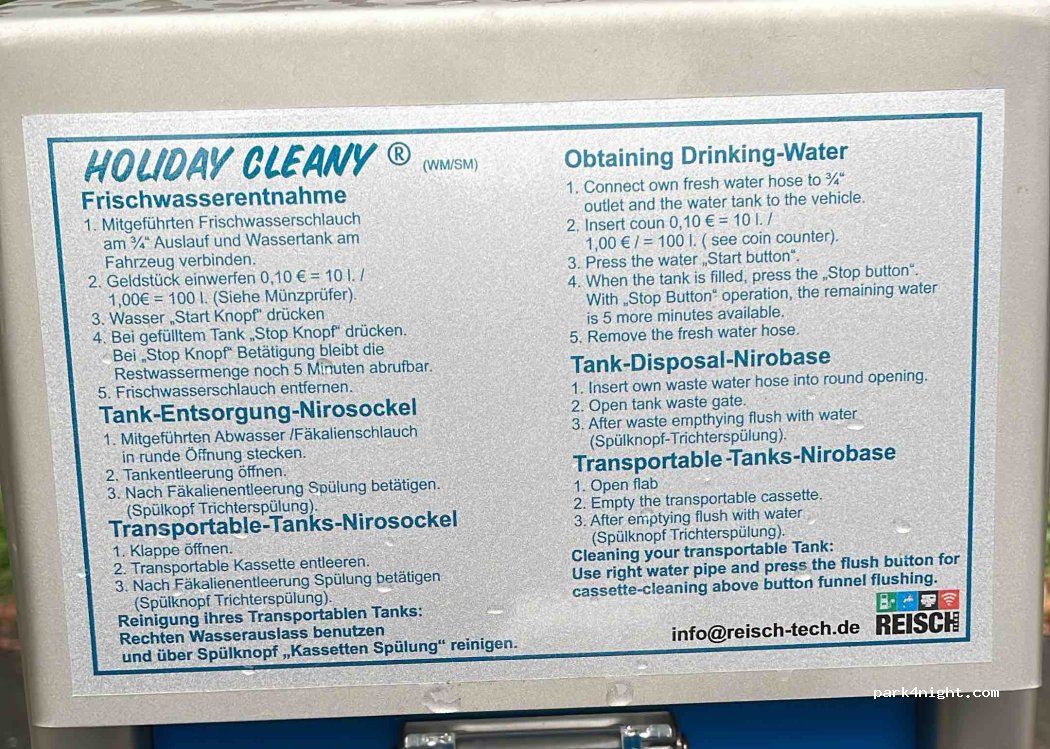 HOLIDAY CLEANY ® (WM/SM)
Frischwasserentnahme
1. Mitgeführten Frischwasserschlauch
am ¾“ Auslauf und Wassertank am
Fahrzeug verbinden.
2. Geldstück einwerfen 0,10 € = 10 l. /
1,00€ = 100 l. (Siehe Münzprüfer).
3. Wasser „Start Knopf“ drücken
4. Bei gefülltem Tank „Stop Knopf“ drücken.
Bei „Stop Knopf“ Betätigung bleibt die
Restwassermenge noch 5 Minuten abrufbar.
5. Frischwasserschlauch entfernen.
Tank-Entsorgung-Nirosockel
1. Mitgeführten Abwasser /Fäkalienschlauch
in runde Öffnung stecken.
2. Tankentleerung öffnen.
3. Nach Fäkalienentleerung Spülung betätigen.
(Spülkopf Trichterspülung).
Transportable-Tanks-Nirosockel
1. Klappe öffnen.
2. Transportable Kassette entleeren.
3. Nach Fäkalienentleerung Spülung betätigen
(Spülknopf Trichterspülung).
Reinigung ihres Transportablen Tanks:
Rechten Wasserauslass benutzen
und über Spülknopf „Kassetten Spülung“ reinigen.
Obtaining Drinking-Water
1. Connect own fresh water hose to ¾“
outlet and the water tank to the vehicle.
2. Insert coun 0,10 € = 10 l. /
1,00 € / = 100 l. ( see coin counter).
3. Press the water „Start button“.
4. When the tank is filled, press the „Stop button“.
With „Stop Button“ operation, the remaining water
is 5 more minutes available.
5. Remove the fresh water hose.
Tank-Disposal-Nirobase
1. Insert own waste water hose into round opening.
2. Open tank waste gate.
3. After waste empthying flush with water
(Spülknopf-Trichterspülung).
Transportable-Tanks-Nirobase
1. Open flab
2. Empty the transportable cassette.
3. After emptying flush with water
(Spülknopf Trichterspülung).
Cleaning your transportable Tank:
Use right water pipe and press the flush button for
cassette-cleaning above button funnel flushing.
info@reisch-tech.de REISCH
park4night.com